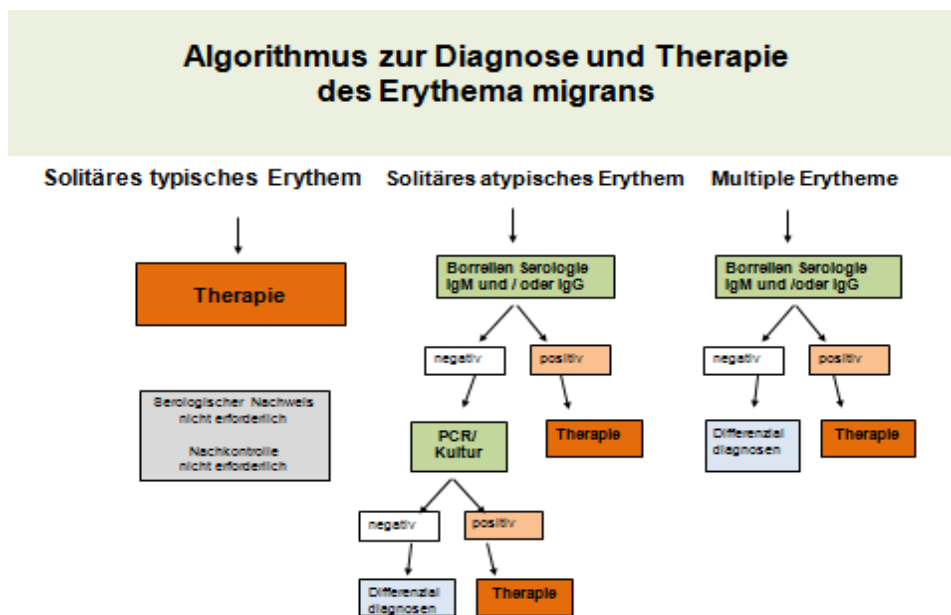 Algorithmus zur Diagnose und Therapie
des Erythema migrans
Solitäres typisches Erythem
Solitäres atypisches Erythem
Multiple Erytheme
Therapie
Serologischer Nachweis
nicht erforderlich
Nachkontrolle
nicht erforderlich
Borrelien Serologie
IgM und / oder IgG
negativ
positiv
PCR/
Kultur
Therapie
negativ
positiv
Differenzial
diagnosen
Therapie
Borrelien Serologie
IgM und /oder IgG
negativ
positiv
Differenzial
diagnosen
Therapie